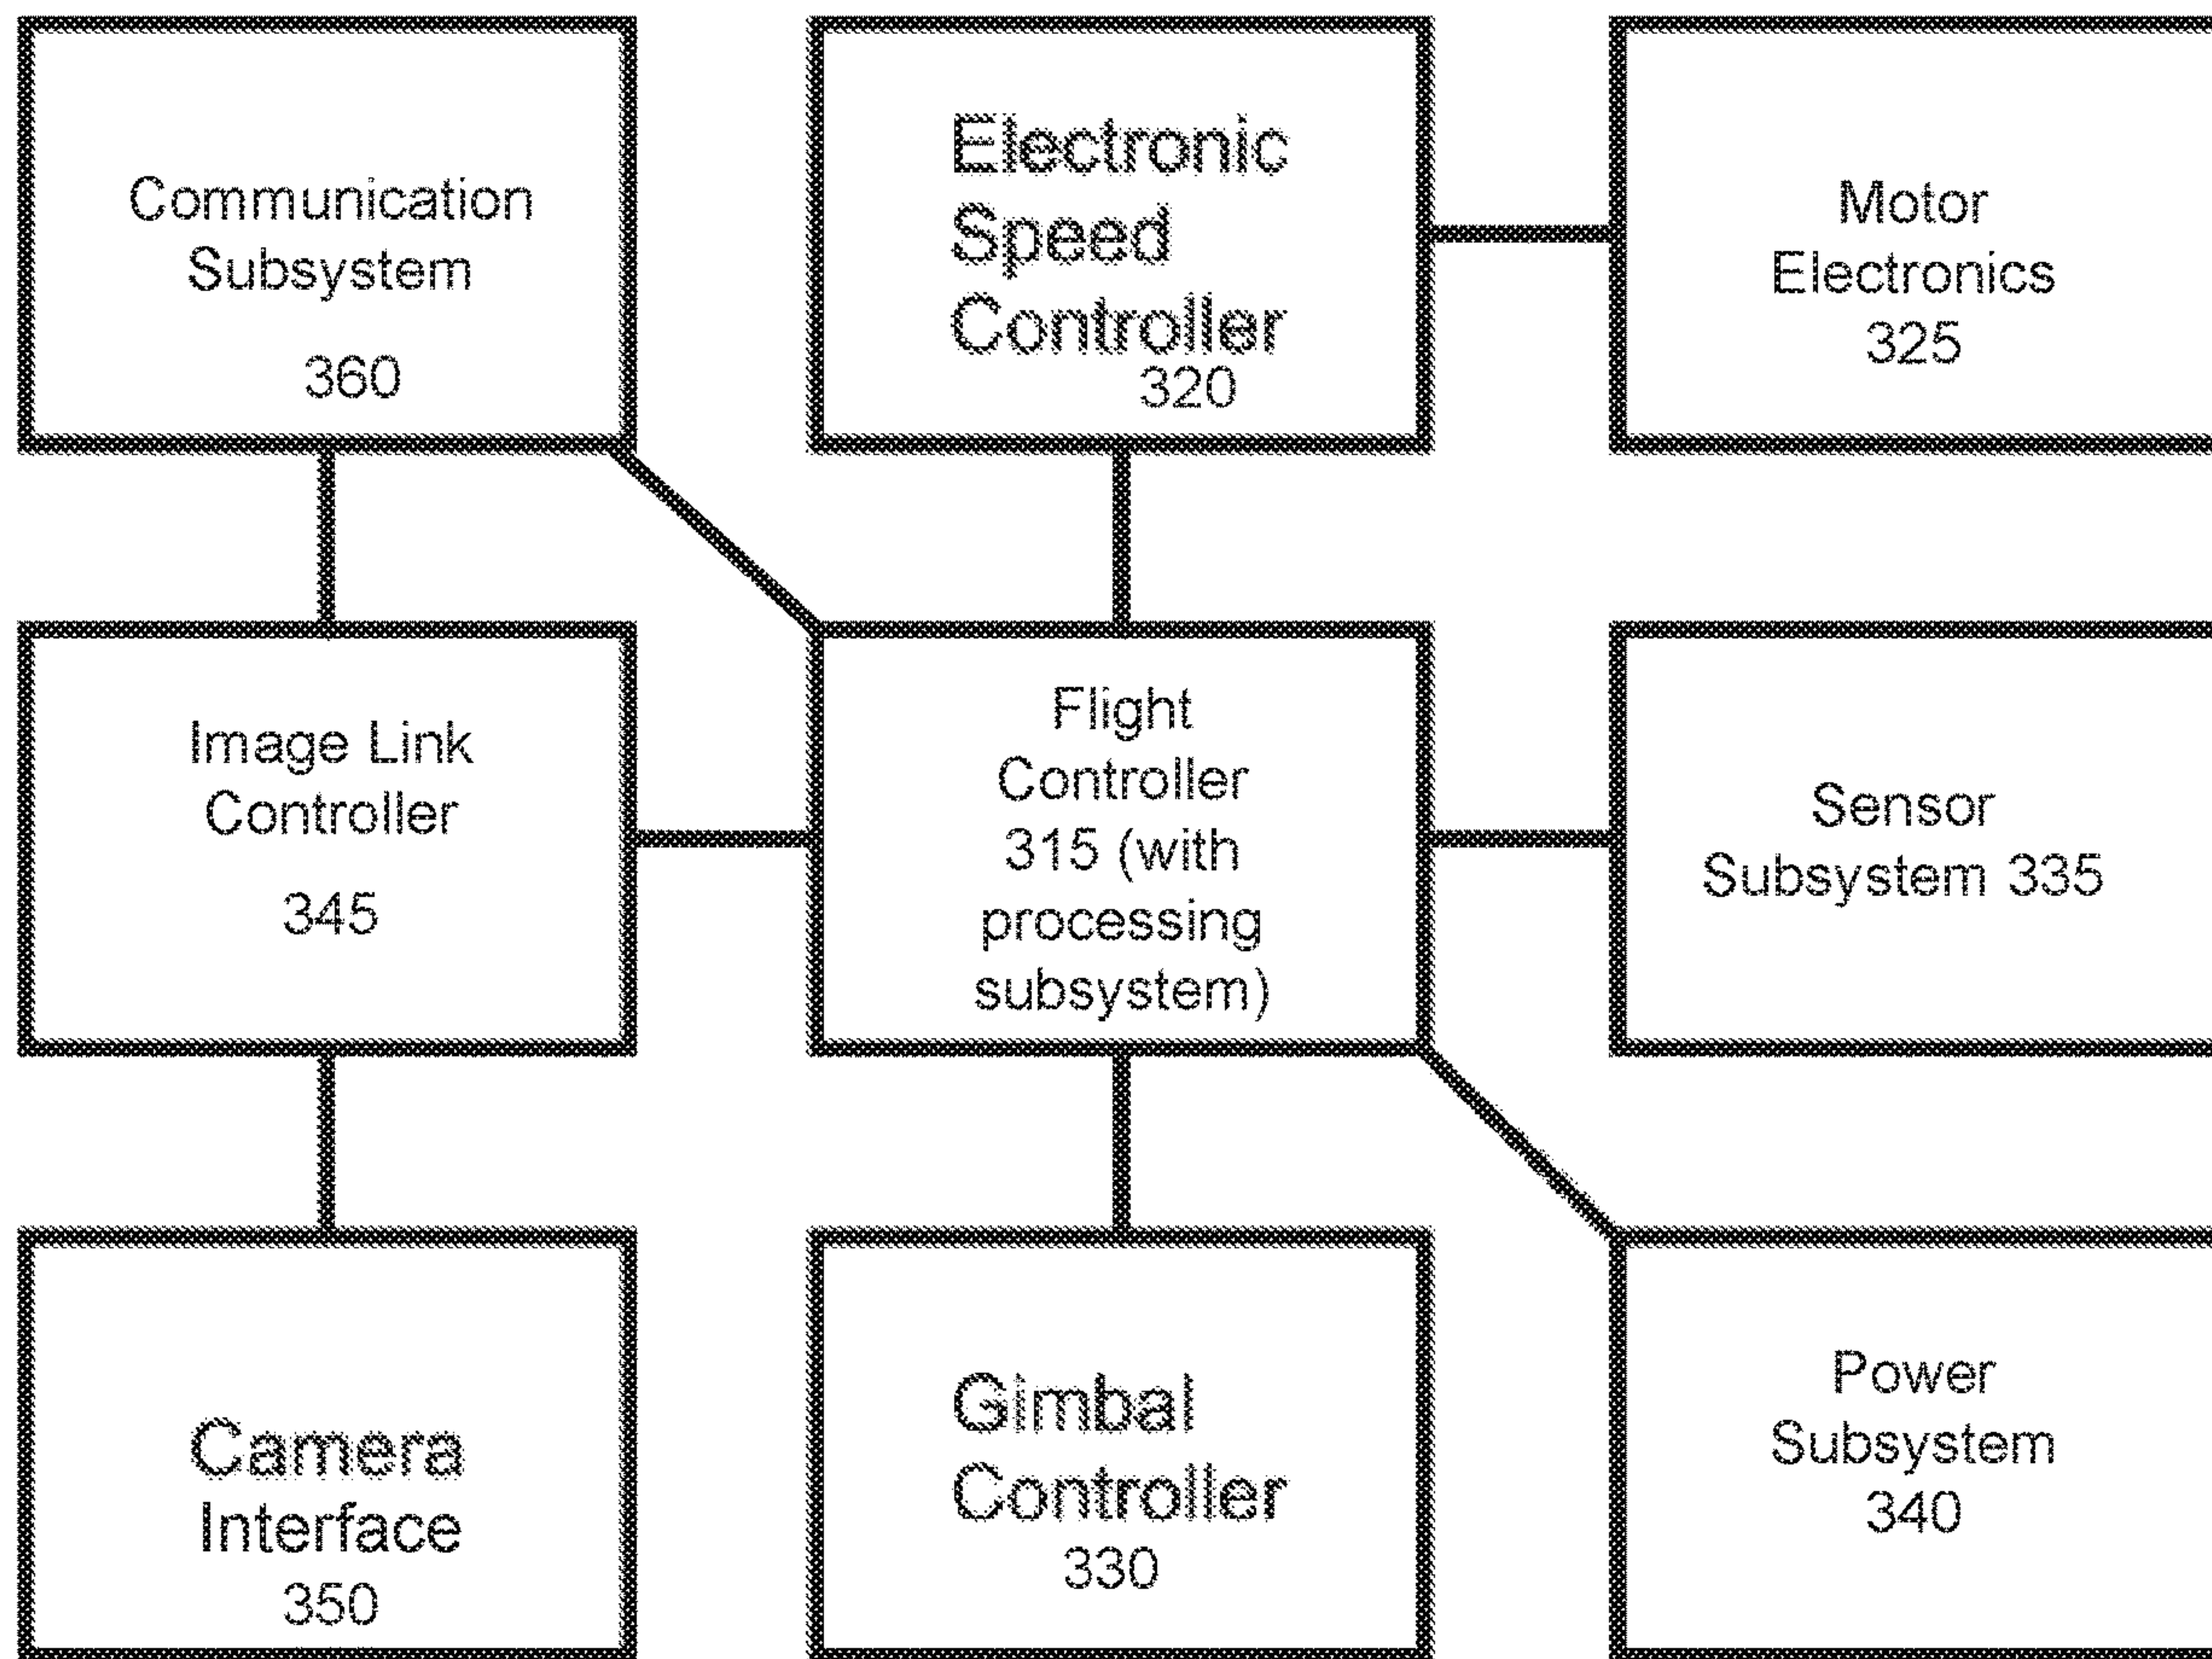 Communication
Subsystem
360
Electronic
Speed
Controller
320
Motor
Electronics
325
Image Link
Controller
345
Flight
Controller
315 (with
processing
subsystem)
Sensor
Subsystem 335
Camera
Interface
350
Gimbal
Controller
330
Power
Subsystem
340